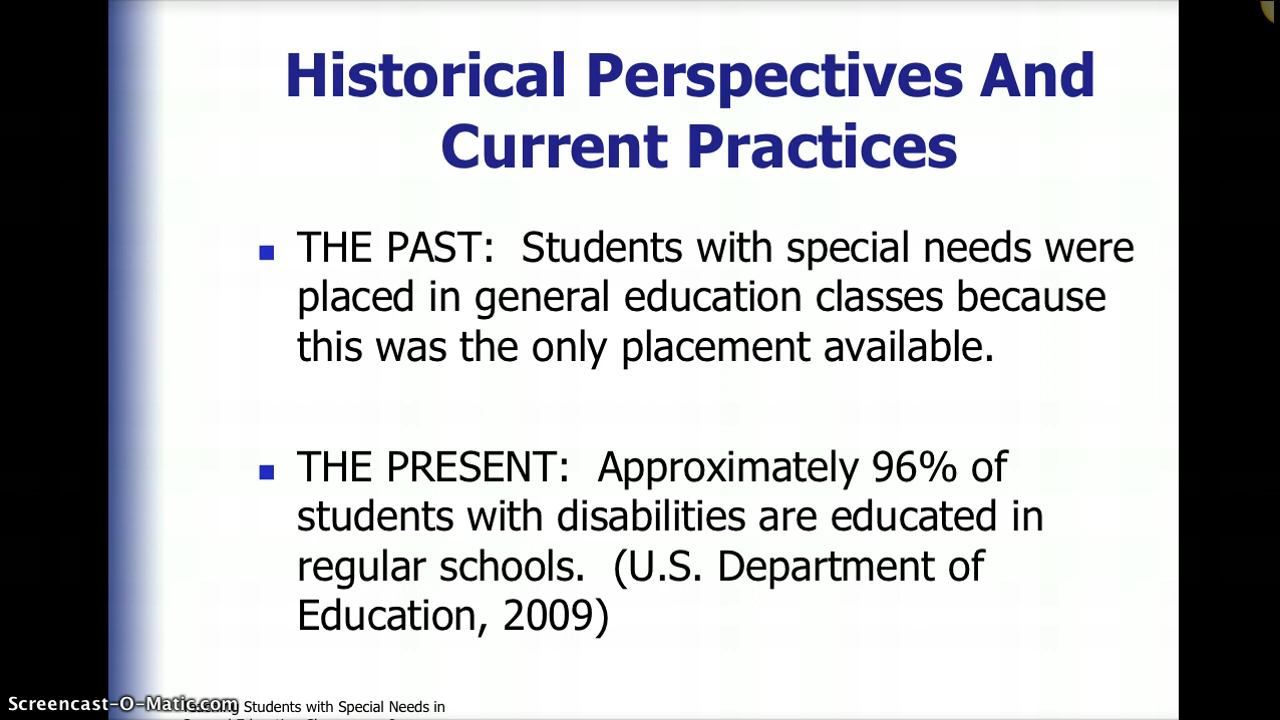 Historical Perspectives And
Current Practices
THE PAST: Students with special needs were
placed in general education classes because
this was the only placement available.
THE PRESENT: Approximately 96% of
students with disabilities are educated in
regular schools. (U.S. Department of
Education, 2009)
Screencast-O-Matic.com
Students with Special Needs in